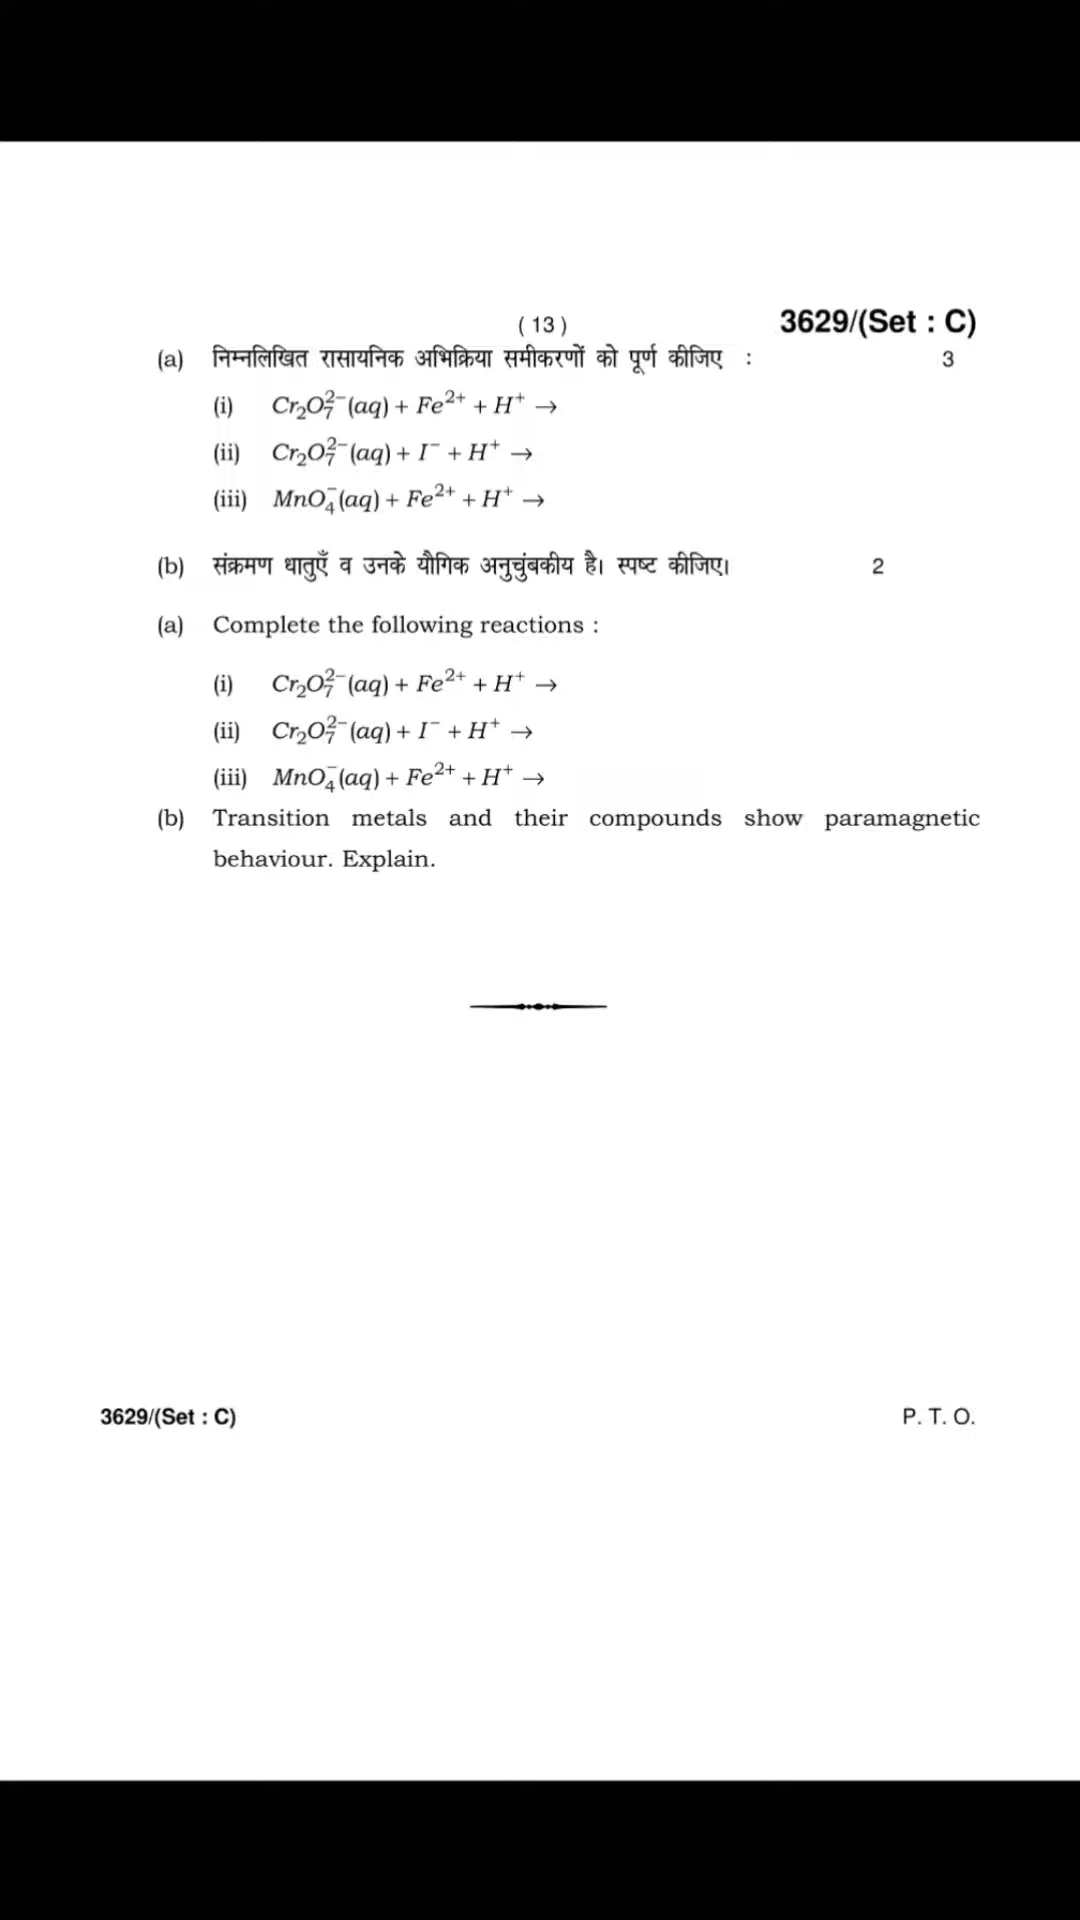 ( 13 ) 3629/(Set : C)
(a) निम्नलिखित रासायनिक अभिक्रिया समीकरणों को पूर्ण कीजिए : 3
(i) Cr₂O₇²⁻(aq) + Fe²⁺ + H⁺ →
(ii) Cr₂O₇²⁻(aq) + I⁻ + H⁺ →
(iii) MnO₄⁻(aq) + Fe²⁺ + H⁺ →
(b) संक्रमण धातुएँ व उनके यौगिक अनुचुंबकीय है। स्पष्ट कीजिए। 2
(a) Complete the following reactions :
(i) Cr₂O₇²⁻(aq) + Fe²⁺ + H⁺ →
(ii) Cr₂O₇²⁻(aq) + I⁻ + H⁺ →
(iii) MnO₄⁻(aq) + Fe²⁺ + H⁺ →
(b) Transition metals and their compounds show paramagnetic
behaviour. Explain.
3629/(Set : C) P. T. O.